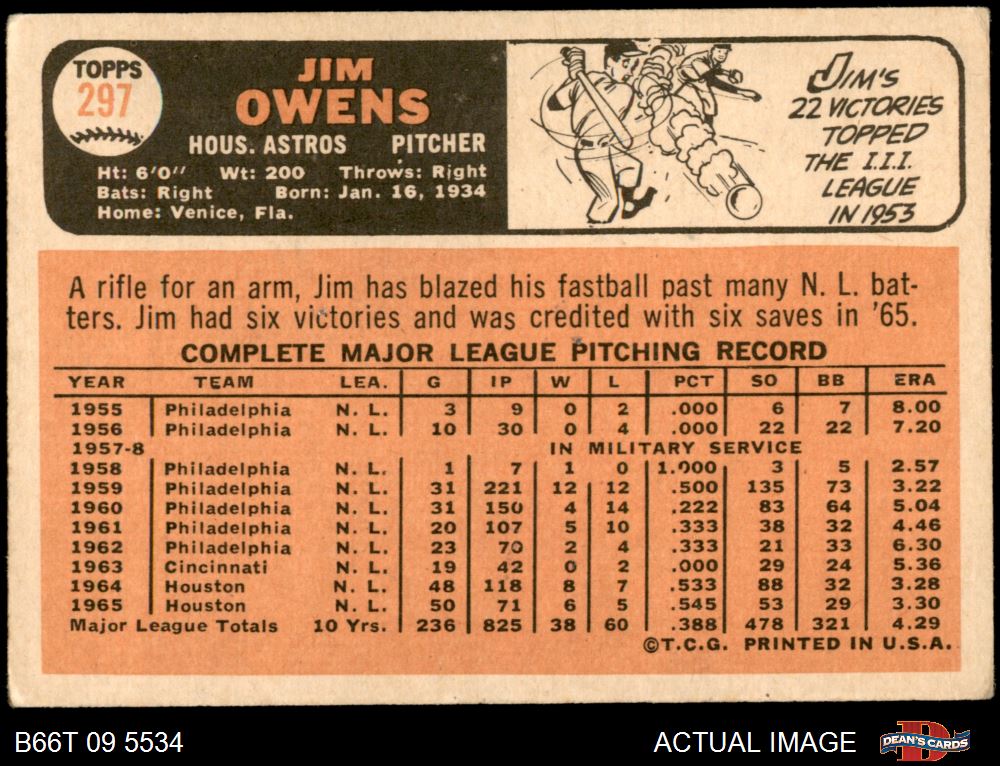 TOPPS
297
JIM
OWENS
HOUS. ASTROS PITCHER
Ht: 6'0" Wt: 200 Throws: Right
Bats: Right Born: Jan. 16, 1934
Home: Venice, Fla.
JIM'S
22 VICTORIES
TOPPED
THE I.I.I.
LEAGUE
IN 1953
A rifle for an arm, Jim has blazed his fastball past many N. L. bat-
ters. Jim had six victories and was credited with six saves in '65.
COMPLETE MAJOR LEAGUE PITCHING RECORD
YEAR TEAM LEA. G IP W L PCT SO BB ERA
1955 Philadelphia N. L. 3 9 0 2 .000 6 7 8.00
1956 Philadelphia N. L. 10 30 0 4 .000 22 22 7.20
1957-8 IN MILITARY SERVICE
1958 Philadelphia N. L. 1 7 1 0 1.000 3 5 2.57
1959 Philadelphia N. L. 31 221 12 12 .500 135 73 3.22
1960 Philadelphia N. L. 31 150 4 14 .222 83 64 5.04
1961 Philadelphia N. L. 20 107 5 10 .333 38 32 4.46
1962 Philadelphia N. L. 23 70 2 4 .333 21 33 6.30
1963 Cincinnati N. L. 19 42 0 2 .000 29 24 5.36
1964 Houston N. L. 48 118 8 7 .533 88 32 3.28
1965 Houston N. L. 50 71 6 5 .545 53 29 3.30
Major League Totals 10 Yrs. 236 825 38 60 .388 478 321 4.29
©T.C.G. PRINTED IN U.S.A.
B66T 09 5534 ACTUAL IMAGE D DEAN'S CARDS